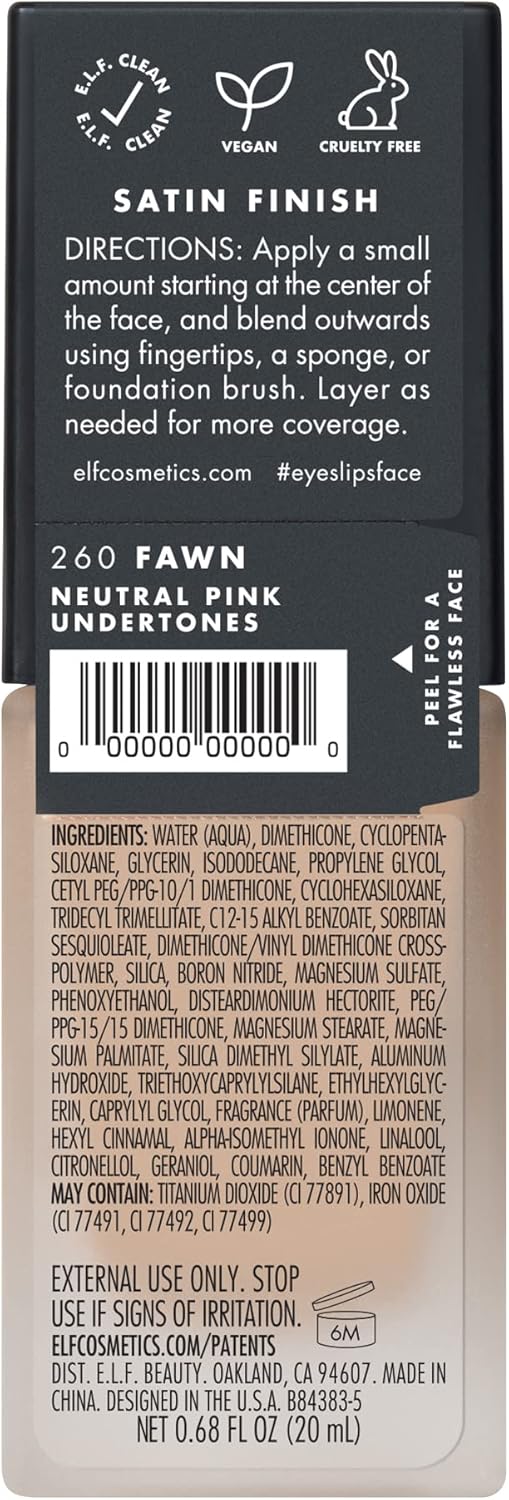 E.L.F. CLEAN
E.L.F. CLEAN
VEGAN
CRUELTY FREE
SATIN FINISH
DIRECTIONS: Apply a small
amount starting at the center of
the face, and blend outwards
using fingertips, a sponge, or
foundation brush. Layer as
needed for more coverage.
elfcosmetics.com #eyeslipsface
260 FAWN
NEUTRAL PINK
UNDERTONES
PEEL FOR A
FLAWLESS FACE
0 00000 00000 0
INGREDIENTS: WATER (AQUA), DIMETHICONE, CYCLOPENTA-
SILOXANE, GLYCERIN, ISODODECANE, PROPYLENE GLYCOL,
CETYL PEG/PPG-10/1 DIMETHICONE, CYCLOHEXASILOXANE,
TRIDECYL TRIMELLITATE, C12-15 ALKYL BENZOATE, SORBITAN
SESQUIOLEATE, DIMETHICONE/VINYL DIMETHICONE CROSS-
POLYMER, SILICA, BORON NITRIDE, MAGNESIUM SULFATE,
PHENOXYETHANOL, DISTEARDIMONIUM HECTORITE, PEG/
PPG-15/15 DIMETHICONE, MAGNESIUM STEARATE, MAGNE-
SIUM PALMITATE, SILICA DIMETHYL SILYLATE, ALUMINUM
HYDROXIDE, TRIETHOXYCAPRYLYLSILANE, ETHYLHEXYLGLYC-
ERIN, CAPRYLYL GLYCOL, FRAGRANCE (PARFUM), LIMONENE,
HEXYL CINNAMAL, ALPHA-ISOMETHYL IONONE, LINALOOL,
CITRONELLOL, GERANIOL, COUMARIN, BENZYL BENZOATE
MAY CONTAIN: TITANIUM DIOXIDE (CI 77891), IRON OXIDE
(CI 77491, CI 77492, CI 77499)
EXTERNAL USE ONLY. STOP
USE IF SIGNS OF IRRITATION.
6M
ELFCOSMETICS.COM/PATENTS
DIST. E.L.F. BEAUTY. OAKLAND, CA 94607. MADE IN
CHINA. DESIGNED IN THE U.S.A. B84383-5
NET 0.68 FL OZ (20 mL)